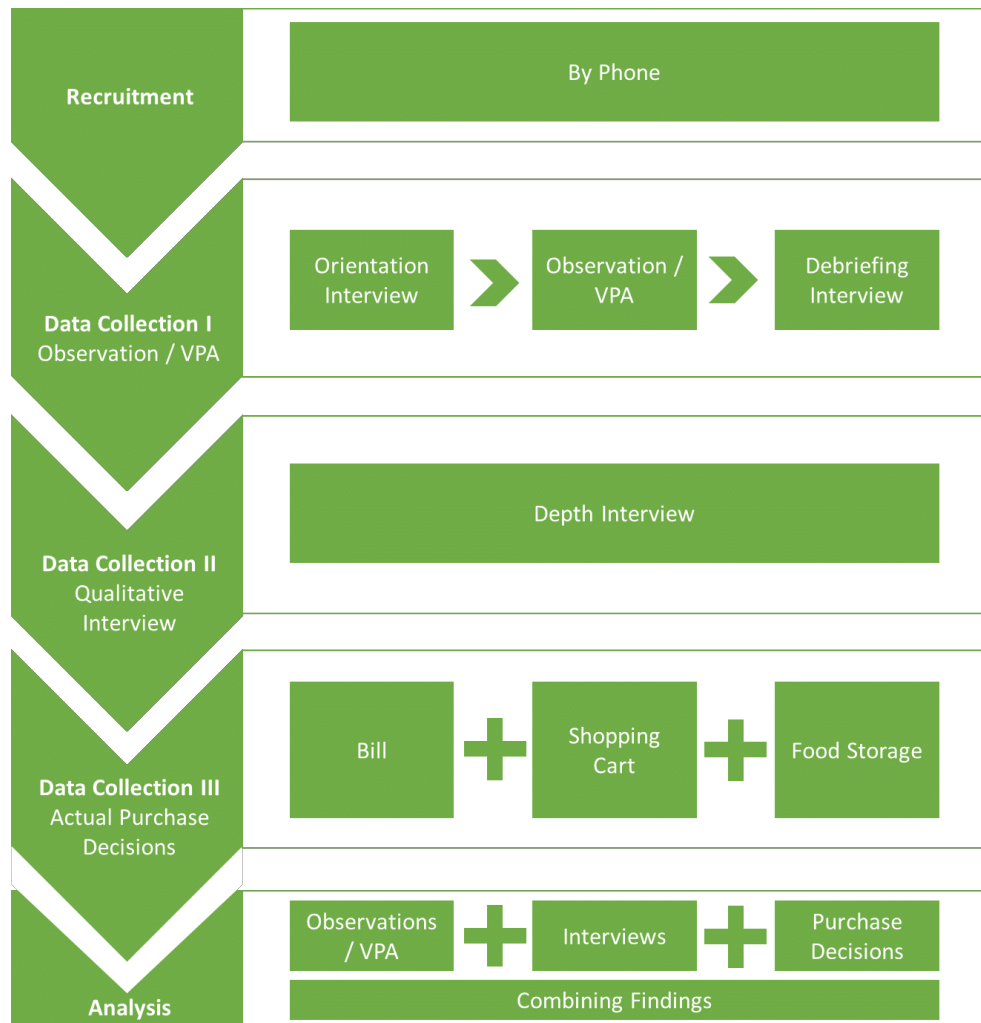 Recruitment
By Phone
Data Collection I
Observation / VPA
Orientation
Interview
Observation /
VPA
Debriefing
Interview
Data Collection II
Qualitative
Interview
Depth Interview
Data Collection III
Actual Purchase
Decisions
Bill
Shopping
Cart
Food Storage
Analysis
Observations
/ VPA
Interviews
Purchase
Decisions
Combining Findings